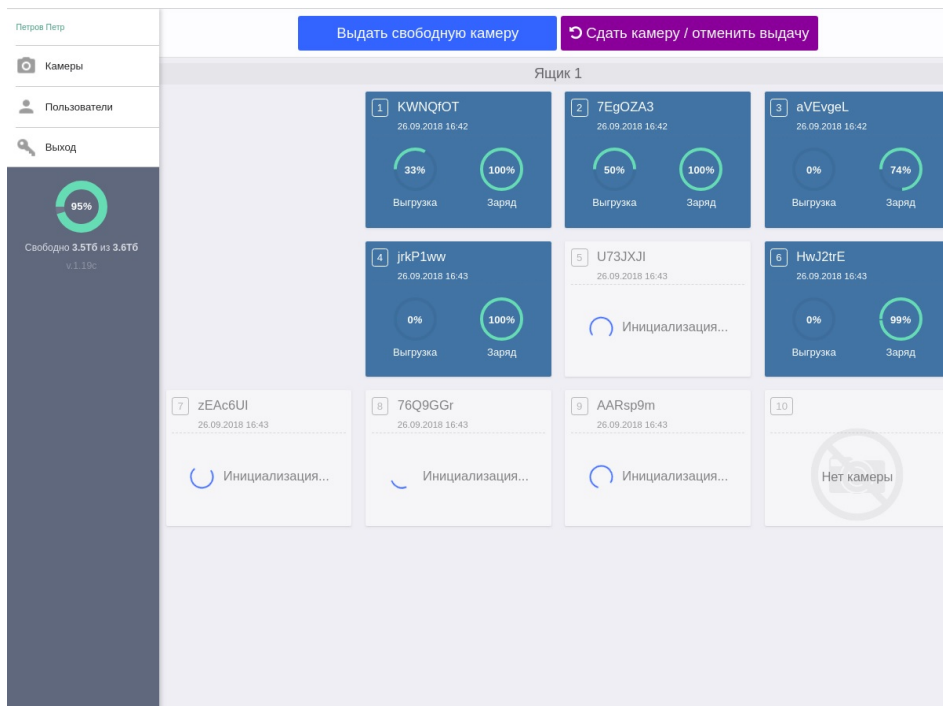 Петров Петр
Камеры
Пользователи
Выход
95%
Свободно 3.5Тб из 3.6Тб
v.1.19c
Выдать свободную камеру
Сдать камеру / отменить выдачу
Ящик 1
1 KWNQfOT
26.09.2018 16:42
33% 100%
Выгрузка Заряд
2 7EgOZA3
26.09.2018 16:42
50% 100%
Выгрузка Заряд
3 aVEvgeL
26.09.2018 16:42
0% 74%
Выгрузка Заряд
4 jrkP1ww
26.09.2018 16:43
0% 100%
Выгрузка Заряд
5 U73JXJI
26.09.2018 16:43
Инициализация...
6 HwJ2trE
26.09.2018 16:43
0% 99%
Выгрузка Заряд
7 zEAc6UI
26.09.2018 16:43
Инициализация...
8 76Q9GGr
26.09.2018 16:43
Инициализация...
9 AARsp9m
26.09.2018 16:43
Инициализация...
10
Нет камеры